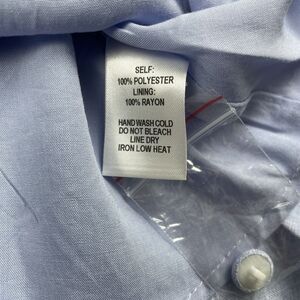 SELF:
100% POLYESTER
LINING:
100% RAYON
HAND WASH COLD
DO NOT BLEACH
LINE DRY
IRON LOW HEAT